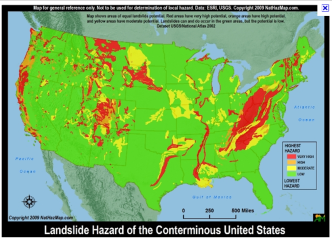 Map for general reference only. Not to be used for determination of local hazard. Data: ESRI, USGS. Copyright 2009 NatHazMap.com.
Map shows areas of equal landslide potential. Red areas have very high potential, orange areas have high potential
and yellow areas have moderate potential. Landslides can and do occur in the green areas, but the potential is low.
Dataset USGS/National Atlas 2002
Atlantic
Ocean
HIGHEST
HAZARD
VERY HIGH
HIGH
MODERATE
LOW
LOWEST
HAZARD
Pacific
Ocean
Gulf of Mexico
0 250 500 Miles
Copyright 2009 NatHazMap.com
Landslide Hazard of the Conterminous United States